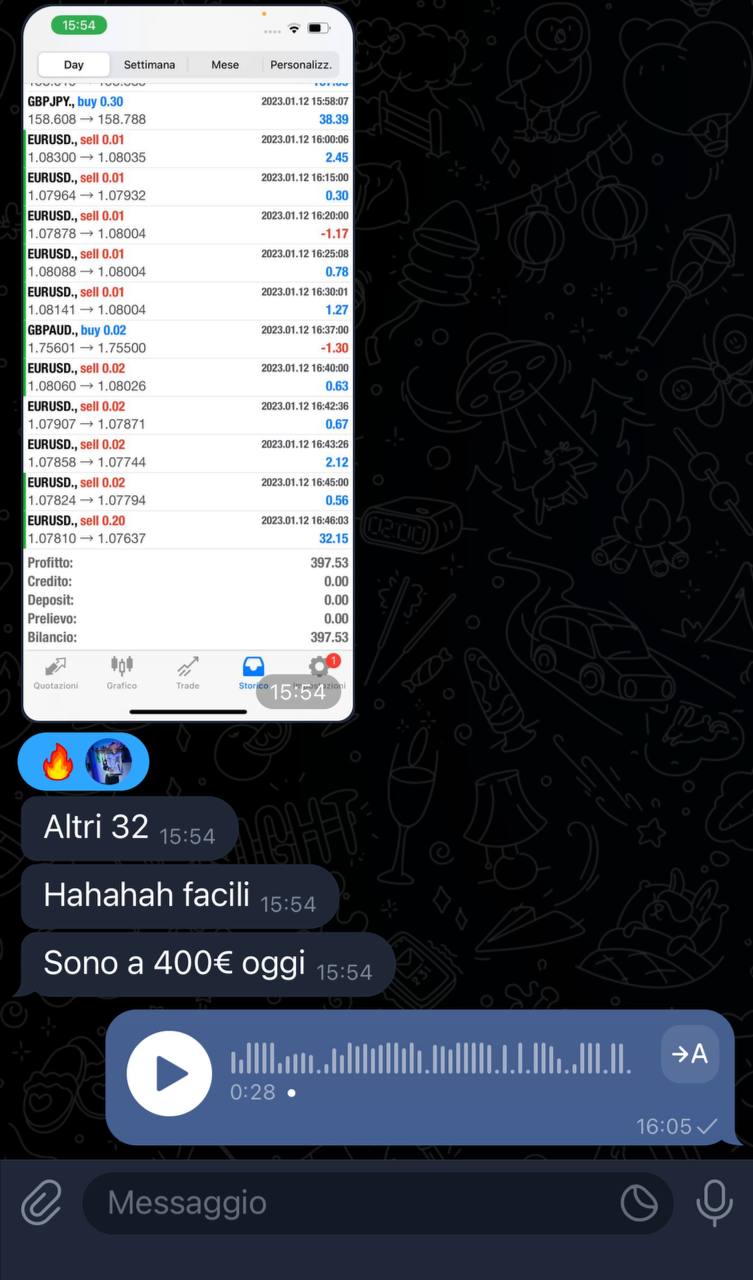 15:54
Day Settimana Mese Personalizz.
GBPJPY., buy 0.30 2023.01.12 15:58:07
158.608 → 158.788 38.39
EURUSD., sell 0.01 2023.01.12 16:00:06
1.08300 → 1.08035 2.45
EURUSD., sell 0.01 2023.01.12 16:15:00
1.07964 → 1.07932 0.30
EURUSD., sell 0.01 2023.01.12 16:20:00
1.07878 → 1.08004 -1.17
EURUSD., sell 0.01 2023.01.12 16:25:08
1.08088 → 1.08004 0.78
EURUSD., sell 0.01 2023.01.12 16:30:01
1.08141 → 1.08004 1.27
GBPAUD., buy 0.02 2023.01.12 16:37:00
1.75601 → 1.75500 -1.30
EURUSD., sell 0.02 2023.01.12 16:40:00
1.08060 → 1.08026 0.63
EURUSD., sell 0.02 2023.01.12 16:42:36
1.07907 → 1.07871 0.67
EURUSD., sell 0.02 2023.01.12 16:43:26
1.07858 → 1.07744 2.12
EURUSD., sell 0.02 2023.01.12 16:45:00
1.07824 → 1.07794 0.56
EURUSD., sell 0.20 2023.01.12 16:46:03
1.07810 → 1.07637 32.15
Profitto: 397.53
Credito: 0.00
Deposit: 0.00
Prelievo: 0.00
Bilancio: 397.53
1
Quotazioni Grafico Trade Storico
15:54
Altri 32 15:54
Hahahah facili 15:54
Sono a 400€ oggi 15:54
→A
0:28
16:05
Messaggio